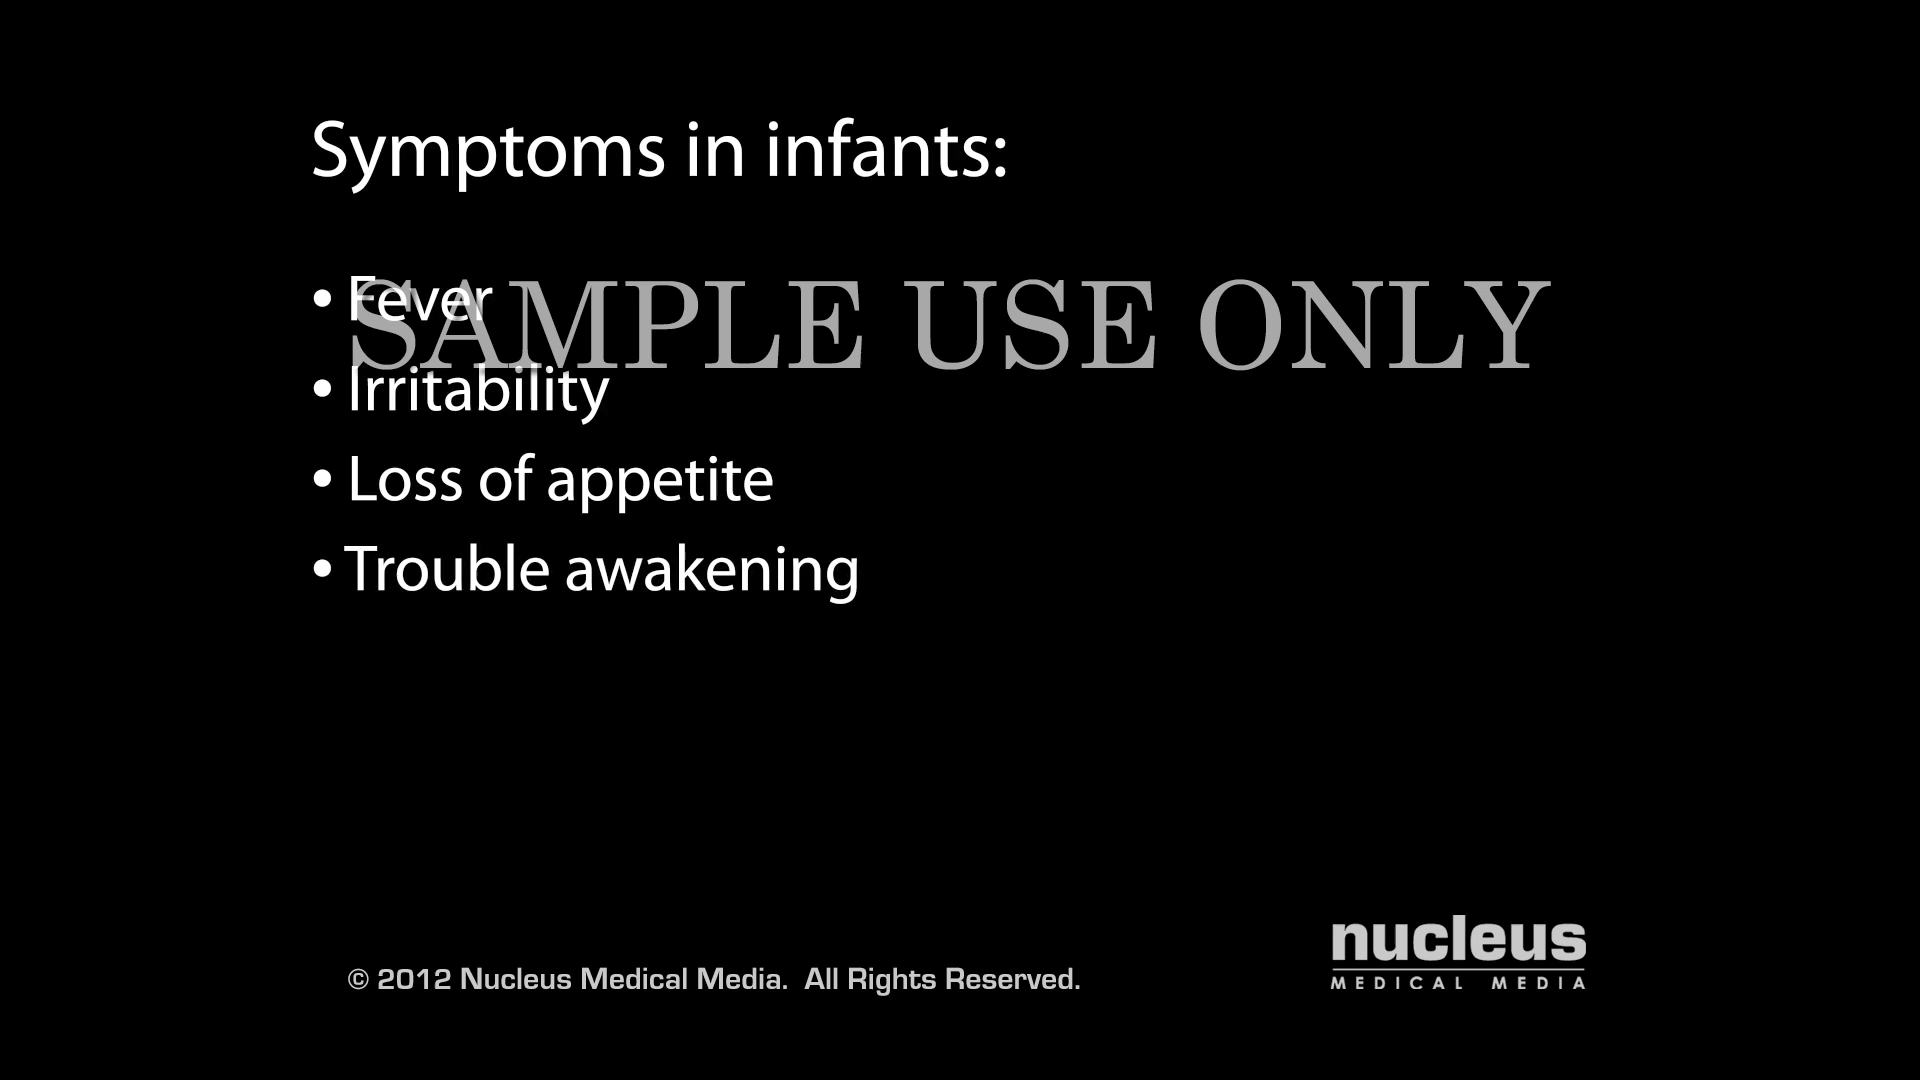 Symptoms in infants:
• Fever
SAMPLE USE ONLY
• Irritability
• Loss of appetite
• Trouble awakening
© 2012 Nucleus Medical Media.  All Rights Reserved.
nucleus
MEDICAL MEDIA